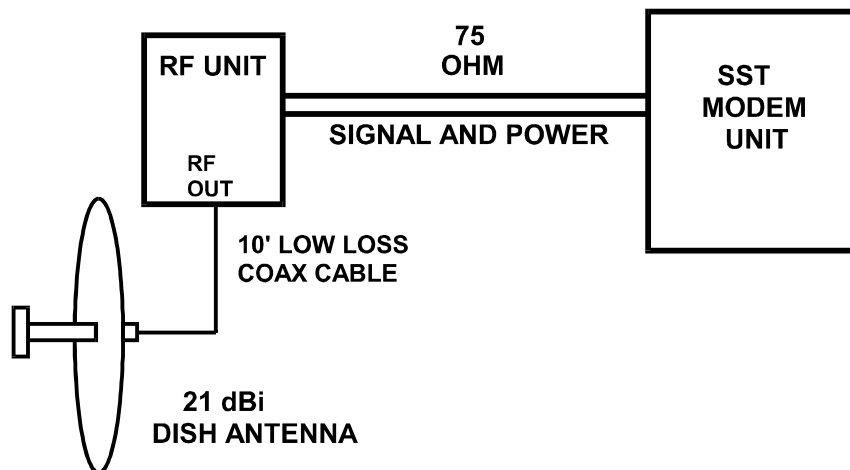 RF UNIT
RF
OUT
75
OHM
SIGNAL AND POWER
SST
MODEM
UNIT
10' LOW LOSS
COAX CABLE
21 dBi
DISH ANTENNA